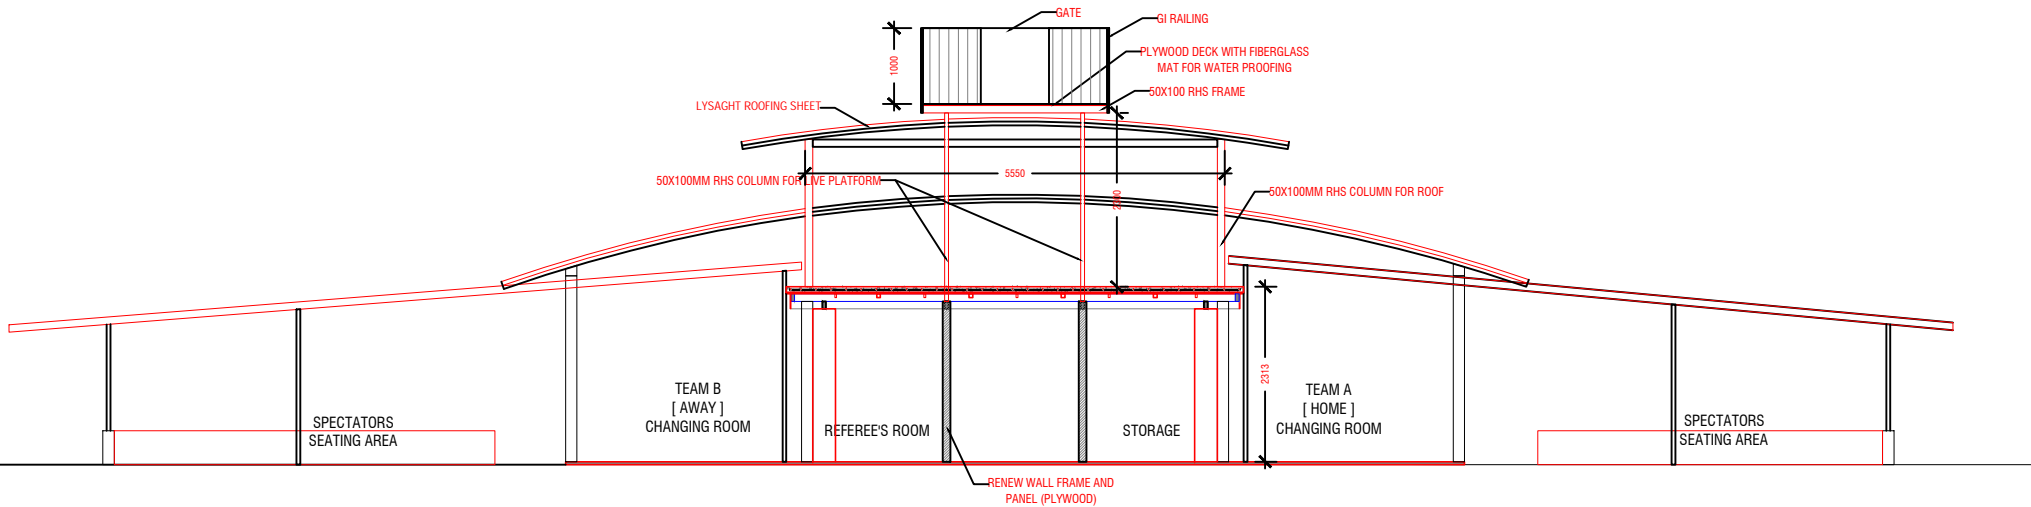 GATE
GI RAILING
PLYWOOD DECK WITH FIBERGLASS
MAT FOR WATER PROOFING
1000
50X100 RHS FRAME
LYSAGHT ROOFING SHEET
5550
50X100MM RHS COLUMN FOR LIVE PLATFORM
50X100MM RHS COLUMN FOR ROOF
2313
TEAM B
[ AWAY ]
CHANGING ROOM
TEAM A
[ HOME ]
CHANGING ROOM
SPECTATORS
SEATING AREA
REFEREE'S ROOM
STORAGE
SPECTATORS
SEATING AREA
RENEW WALL FRAME AND
PANEL (PLYWOOD)